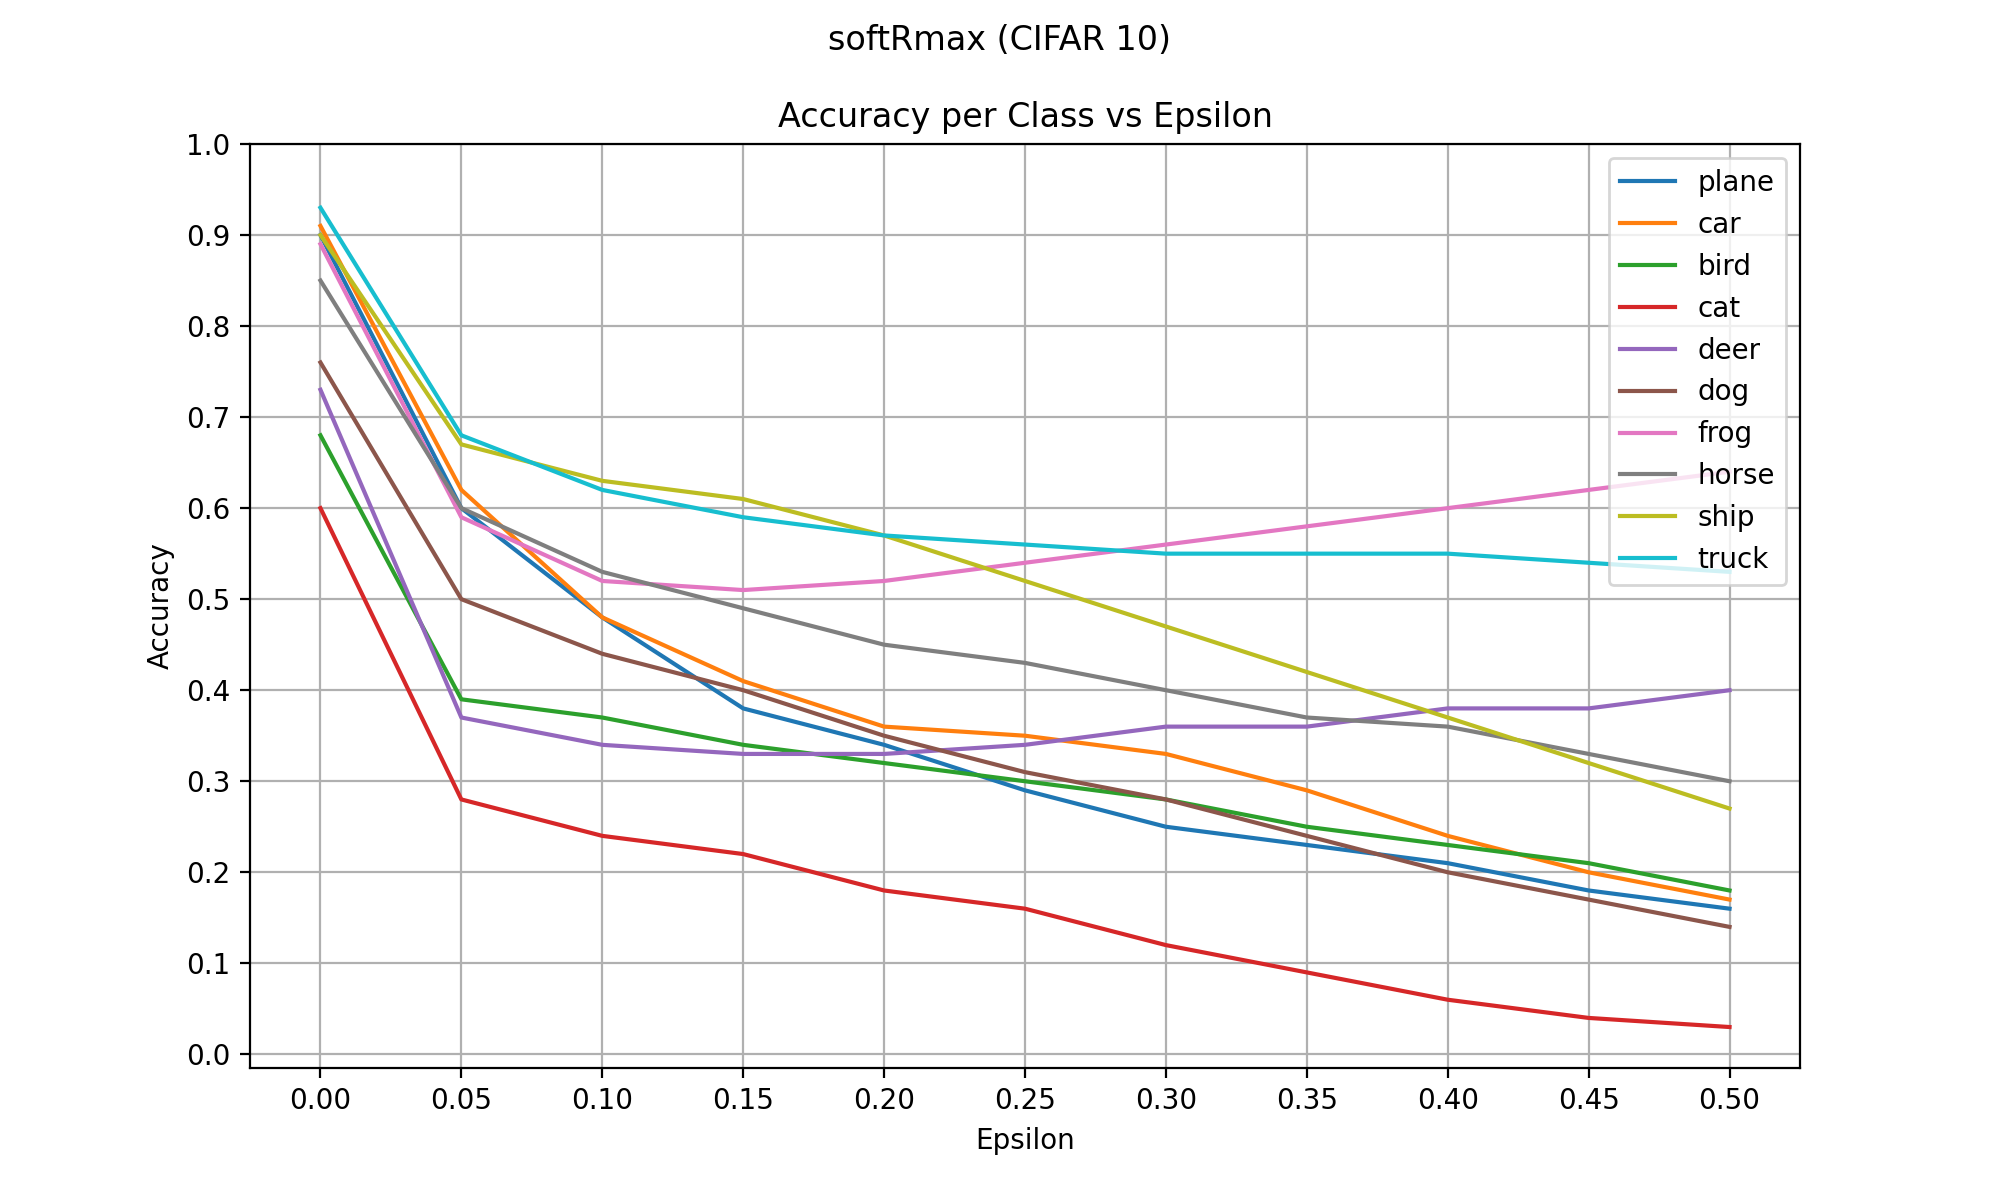 softRmax (CIFAR 10)
Accuracy per Class vs Epsilon
1.0
0.9
0.8
0.7
0.6
0.5
0.4
0.3
0.2
0.1
0.0
Accuracy
plane
car
bird
cat
deer
dog
frog
horse
ship
truck
0.00 0.05 0.10 0.15 0.20 0.25 0.30 0.35 0.40 0.45 0.50
Epsilon